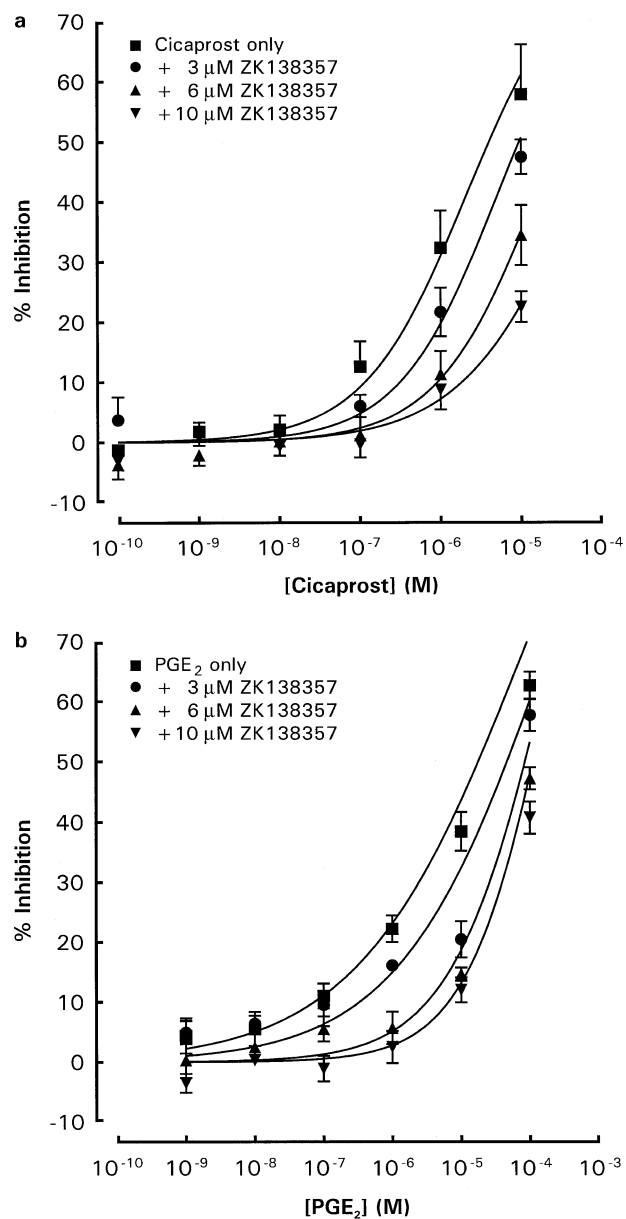 a
70
60
50
40
30
20
10
0
-10
% Inhibition
Cicaprost only
+ 3 μM ZK138357
+ 6 μM ZK138357
+ 10 μM ZK138357
10⁻¹⁰ 10⁻⁹ 10⁻⁸ 10⁻⁷ 10⁻⁶ 10⁻⁵ 10⁻⁴
[Cicaprost] (M)
b
70
60
50
40
30
20
10
0
-10
% Inhibition
PGE₂ only
+ 3 μM ZK138357
+ 6 μM ZK138357
+ 10 μM ZK138357
10⁻¹⁰ 10⁻⁹ 10⁻⁸ 10⁻⁷ 10⁻⁶ 10⁻⁵ 10⁻⁴ 10⁻³
[PGE₂] (M)